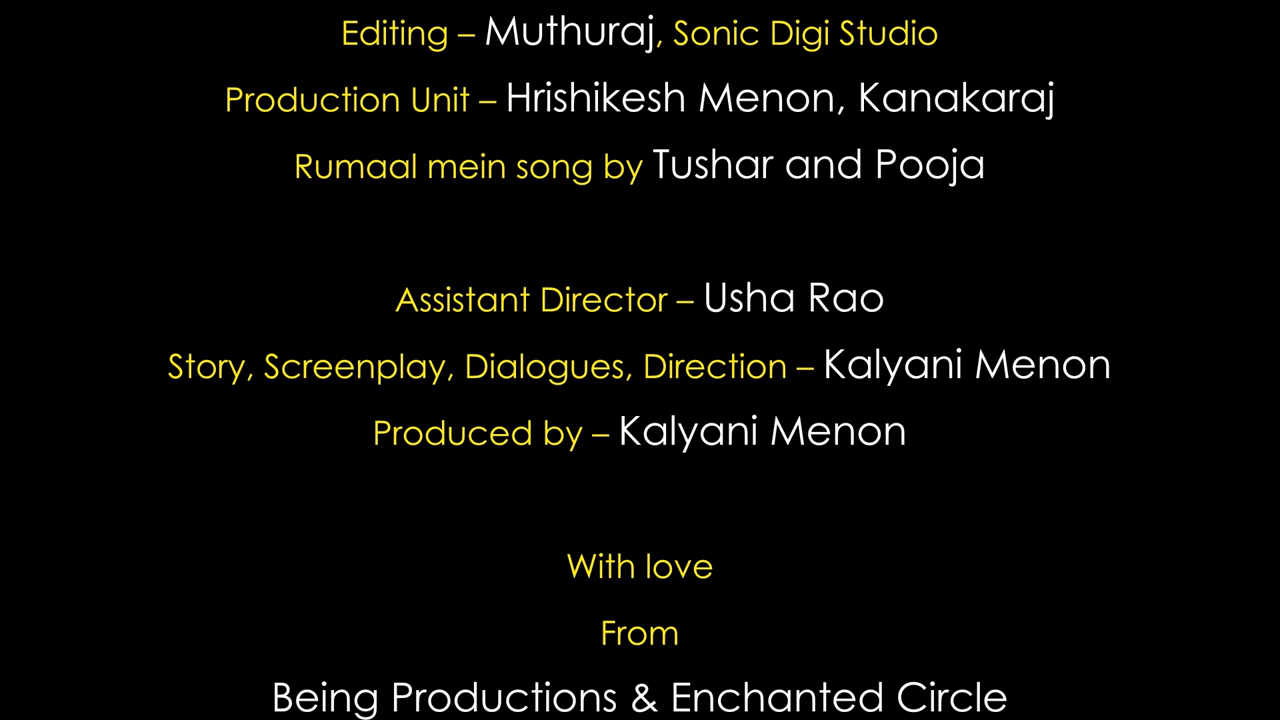 Editing – Muthuraj, Sonic Digi Studio
Production Unit – Hrishikesh Menon, Kanakaraj
Rumaal mein song by Tushar and Pooja
Assistant Director – Usha Rao
Story, Screenplay, Dialogues, Direction – Kalyani Menon
Produced by – Kalyani Menon
With love
From
Being Productions & Enchanted Circle